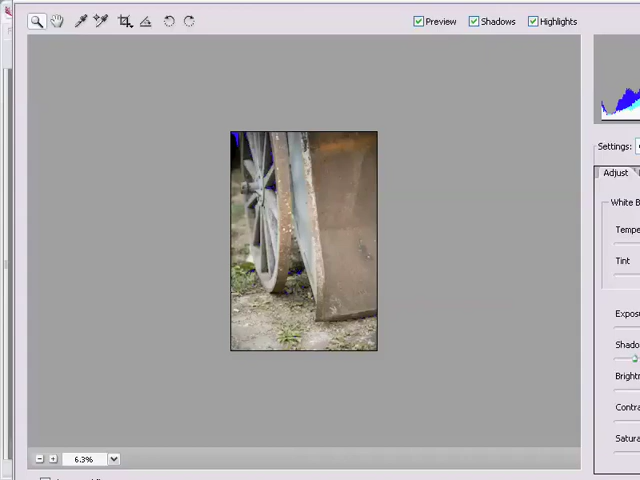 Preview Shadows Highlights
Settings:
Adjust
White B
Tempe
Tint
Expos
Shado
Bright
Contra
Satura
6.3%